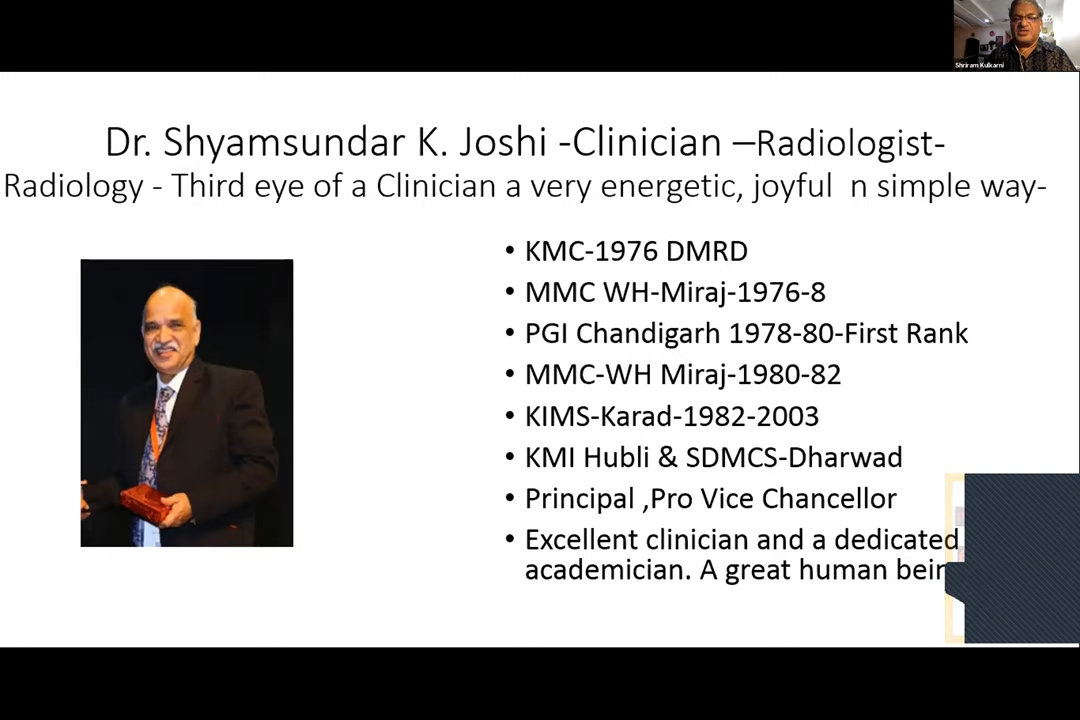 Shriram Kulkarni
Dr. Shyamsundar K. Joshi -Clinician –Radiologist-
Radiology - Third eye of a Clinician a very energetic, joyful n simple way-
• KMC-1976 DMRD
• MMC WH-Miraj-1976-8
• PGI Chandigarh 1978-80-First Rank
• MMC-WH Miraj-1980-82
• KIMS-Karad-1982-2003
• KMI Hubli & SDMCS-Dharwad
• Principal ,Pro Vice Chancellor
• Excellent clinician and a dedicated
academician. A great human